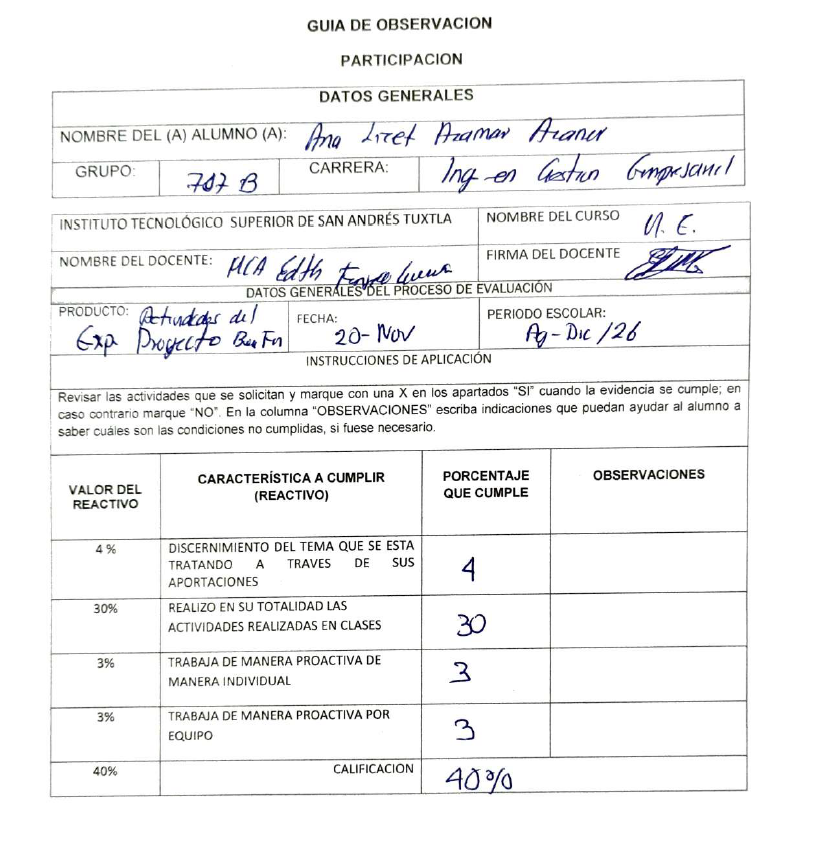 GUIA DE OBSERVACION
PARTICIPACION
DATOS GENERALES
NOMBRE DEL (A) ALUMNO (A): Ana Lizet Azamar
GRUPO: 707 B CARRERA: Ing en Gestion Empresarial
INSTITUTO TECNOLÓGICO SUPERIOR DE SAN ANDRÉS TUXTLA NOMBRE DEL CURSO
NOMBRE DEL DOCENTE: MCA Edith FIRMA DEL DOCENTE
DATOS GENERALES DEL PROCESO DE EVALUACIÓN
PRODUCTO: Actividades del FECHA: PERIODO ESCOLAR:
Exp Proyecto 20-Nov Ag-Dic /26
INSTRUCCIONES DE APLICACIÓN
Revisar las actividades que se solicitan y marque con una X en los apartados "SI" cuando la evidencia se cumple; en
caso contrario marque "NO". En la columna "OBSERVACIONES" escriba indicaciones que puedan ayudar al alumno a
saber cuáles son las condiciones no cumplidas, si fuese necesario.
VALOR DEL
REACTIVO
CARACTERÍSTICA A CUMPLIR
(REACTIVO)
PORCENTAJE
QUE CUMPLE
OBSERVACIONES
4 %
DISCERNIMIENTO DEL TEMA QUE SE ESTA
TRATANDO A TRAVES DE SUS
APORTACIONES
4
30%
REALIZO EN SU TOTALIDAD LAS
ACTIVIDADES REALIZADAS EN CLASES
30
3%
TRABAJA DE MANERA PROACTIVA DE
MANERA INDIVIDUAL
3
3%
TRABAJA DE MANERA PROACTIVA POR
EQUIPO
3
40%
CALIFICACION
40%